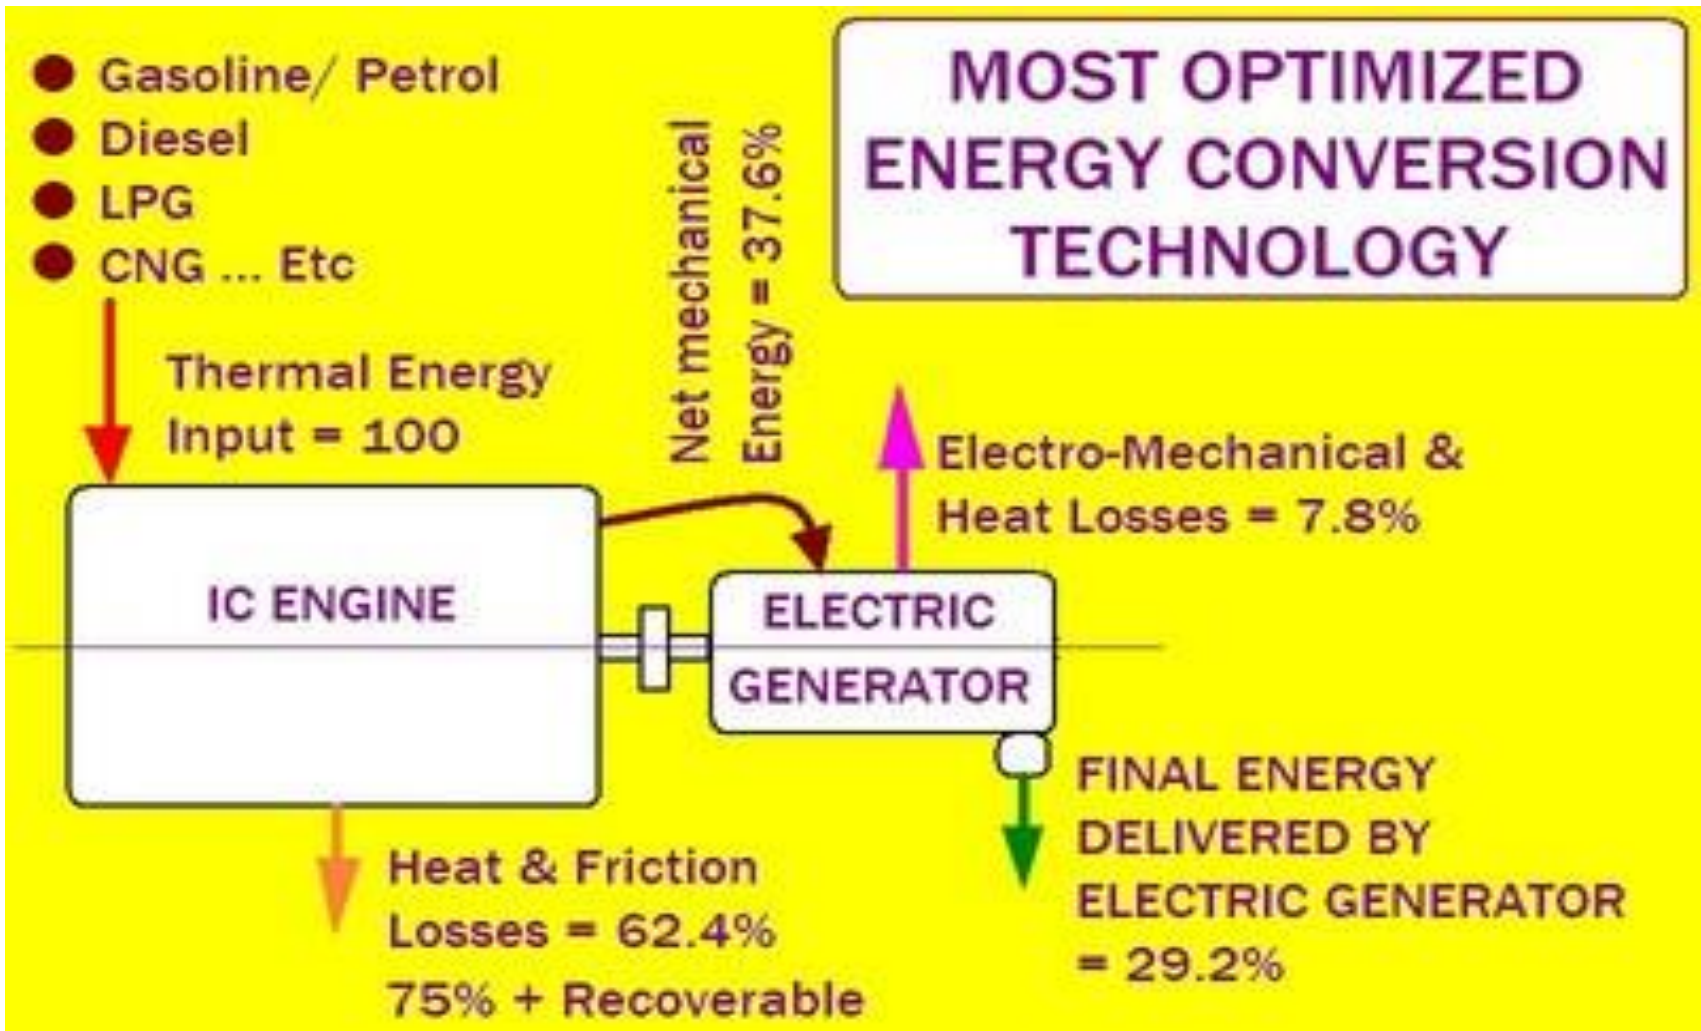 Gasoline/ Petrol
Diesel
LPG
CNG ... Etc
MOST OPTIMIZED
ENERGY CONVERSION
TECHNOLOGY
Thermal Energy
Input = 100
Net mechanical
Energy = 37.6%
Electro-Mechanical &
Heat Losses = 7.8%
IC ENGINE
ELECTRIC
GENERATOR
FINAL ENERGY
DELIVERED BY
ELECTRIC GENERATOR
= 29.2%
Heat & Friction
Losses = 62.4%
75% + Recoverable